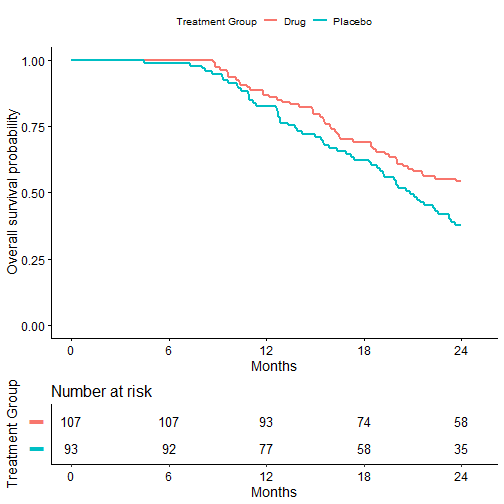 Treatment Group Drug Placebo
1.00
0.75
0.50
0.25
0.00
Overall survival probability
0 6 12 18 24
Months
Number at risk
Treatment Group
107 107 93 74 58
93 92 77 58 35
0 6 12 18 24
Months